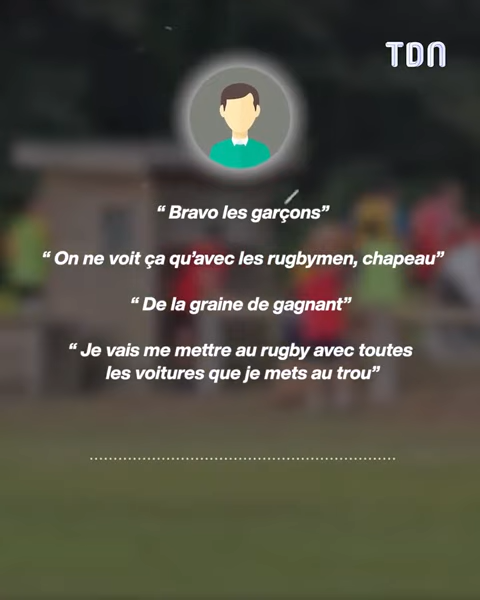 TDN
“ Bravo les garçons”
“ On ne voit ça qu’avec les rugbymen, chapeau”
“ De la graine de gagnant”
“ Je vais me mettre au rugby avec toutes
les voitures que je mets au trou”